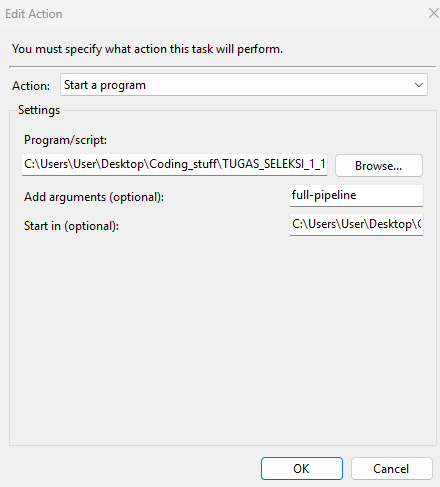 Edit Action
You must specify what action this task will perform.
Action: Start a program
Settings
Program/script:
C:\Users\User\Desktop\Coding_stuff\TUGAS_SELEKSI_1_1 Browse...
Add arguments (optional): full-pipeline
Start in (optional): C:\Users\User\Desktop\C
OK Cancel